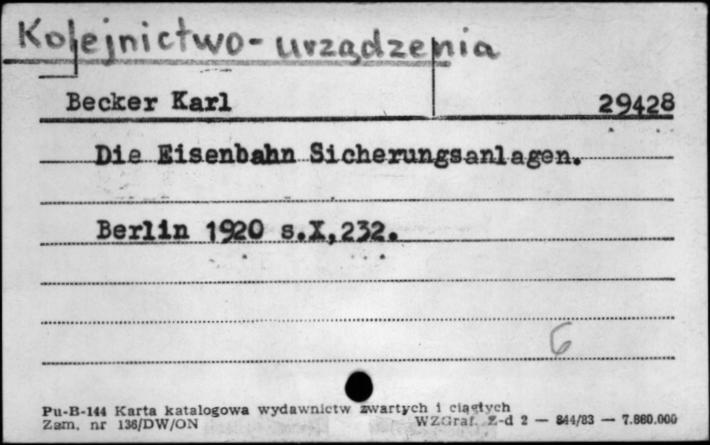 Kolejnictwo - urządzenia
Becker Karl 29428
Die Eisenbahn Sicherungsanlagen.
Berlin 1920 s.X,232.
6
Pu-B-144 Karta katalogowa wydawnictw zwartych i ciągłych
Zam. nr 136/DW/ON WZGraf. Z-d 2 — 844/83 — 7.860.000